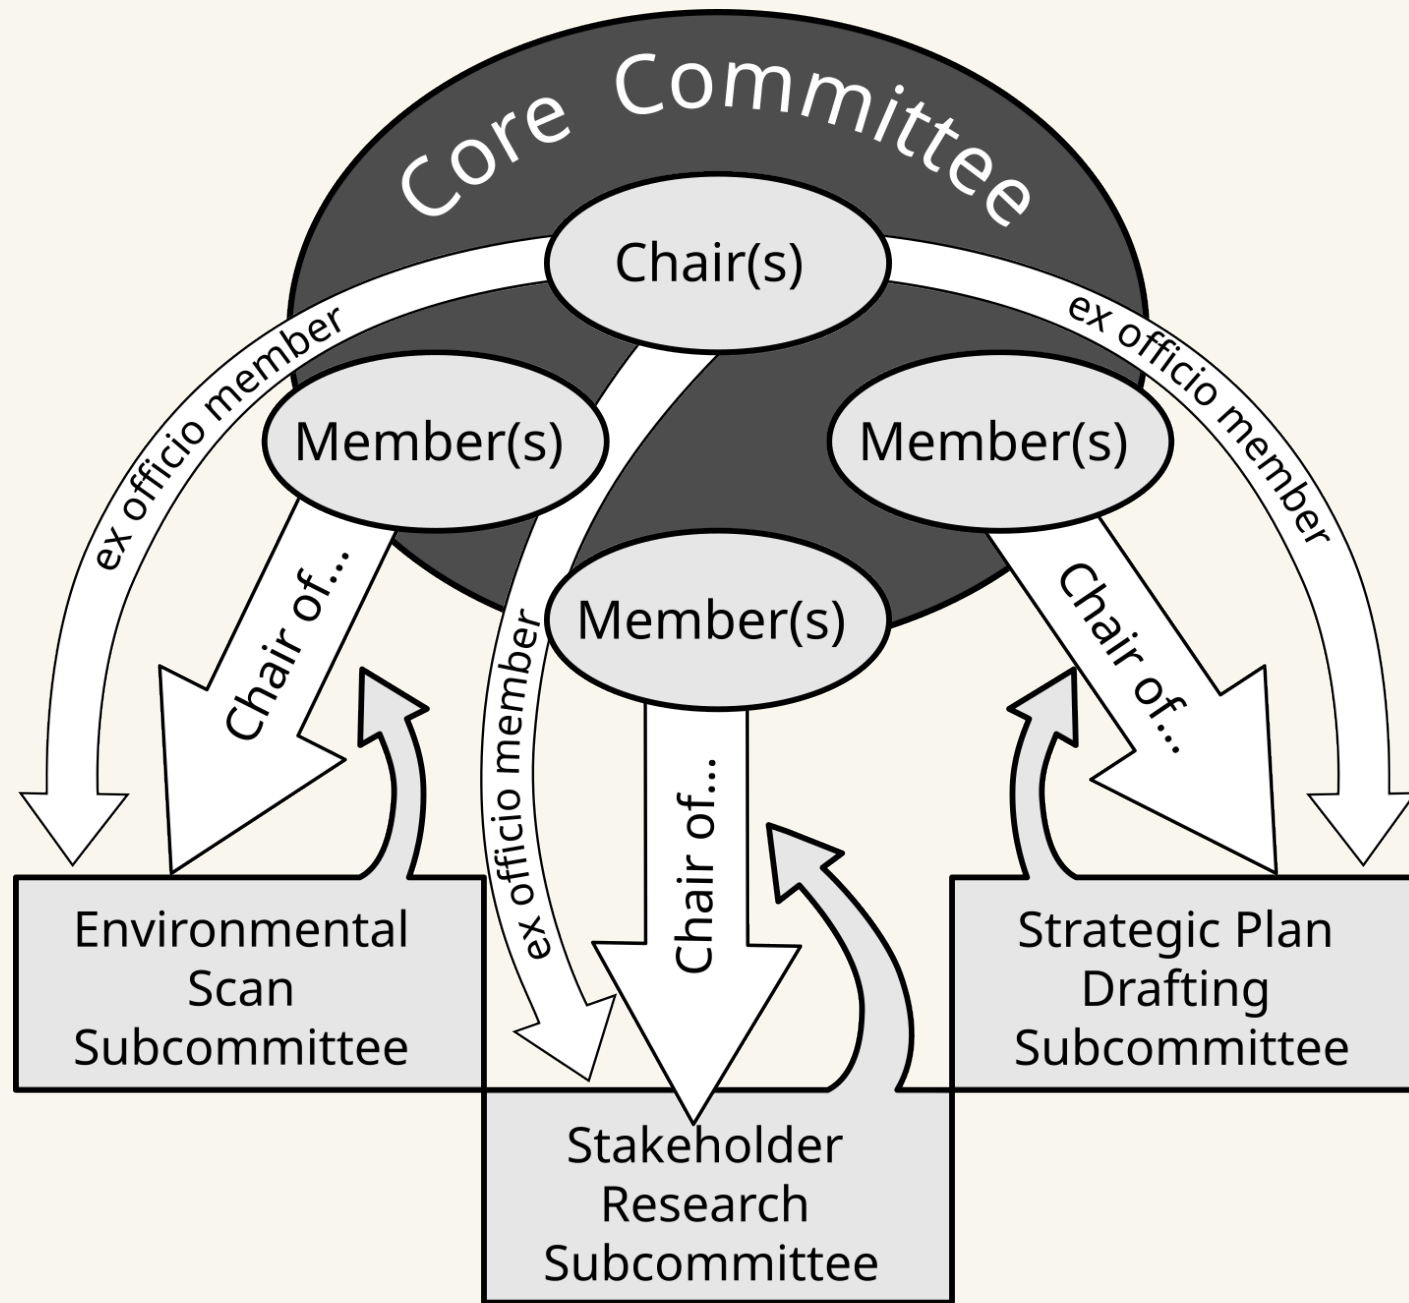 Core Committee
Chair(s)
ex officio member
ex officio member
Member(s)
Member(s)
Member(s)
ex officio member
Chair of...
Chair of...
Chair of...
Environmental
Scan
Subcommittee
Strategic Plan
Drafting
Subcommittee
Stakeholder
Research
Subcommittee